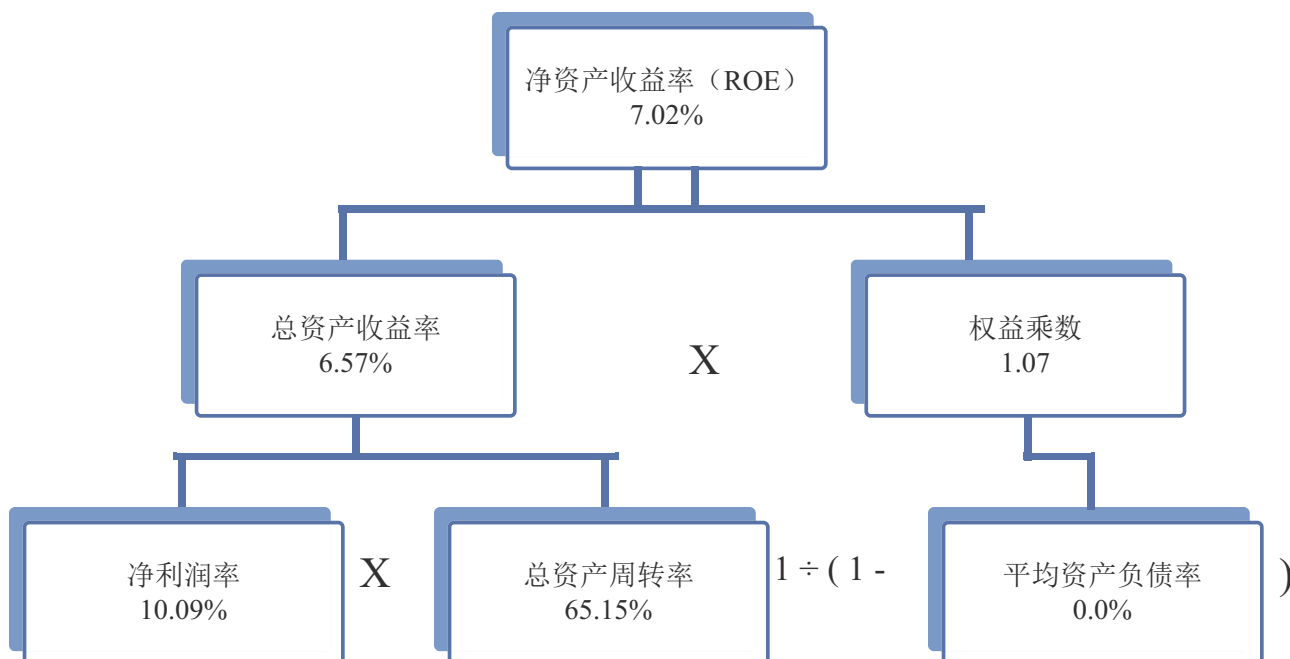 净资产收益率（ROE）
7.02%
总资产收益率
6.57%
X
权益乘数
1.07
净利润率
10.09%
X
总资产周转率
65.15%
1 ÷ ( 1 -
平均资产负债率
0.0%
)